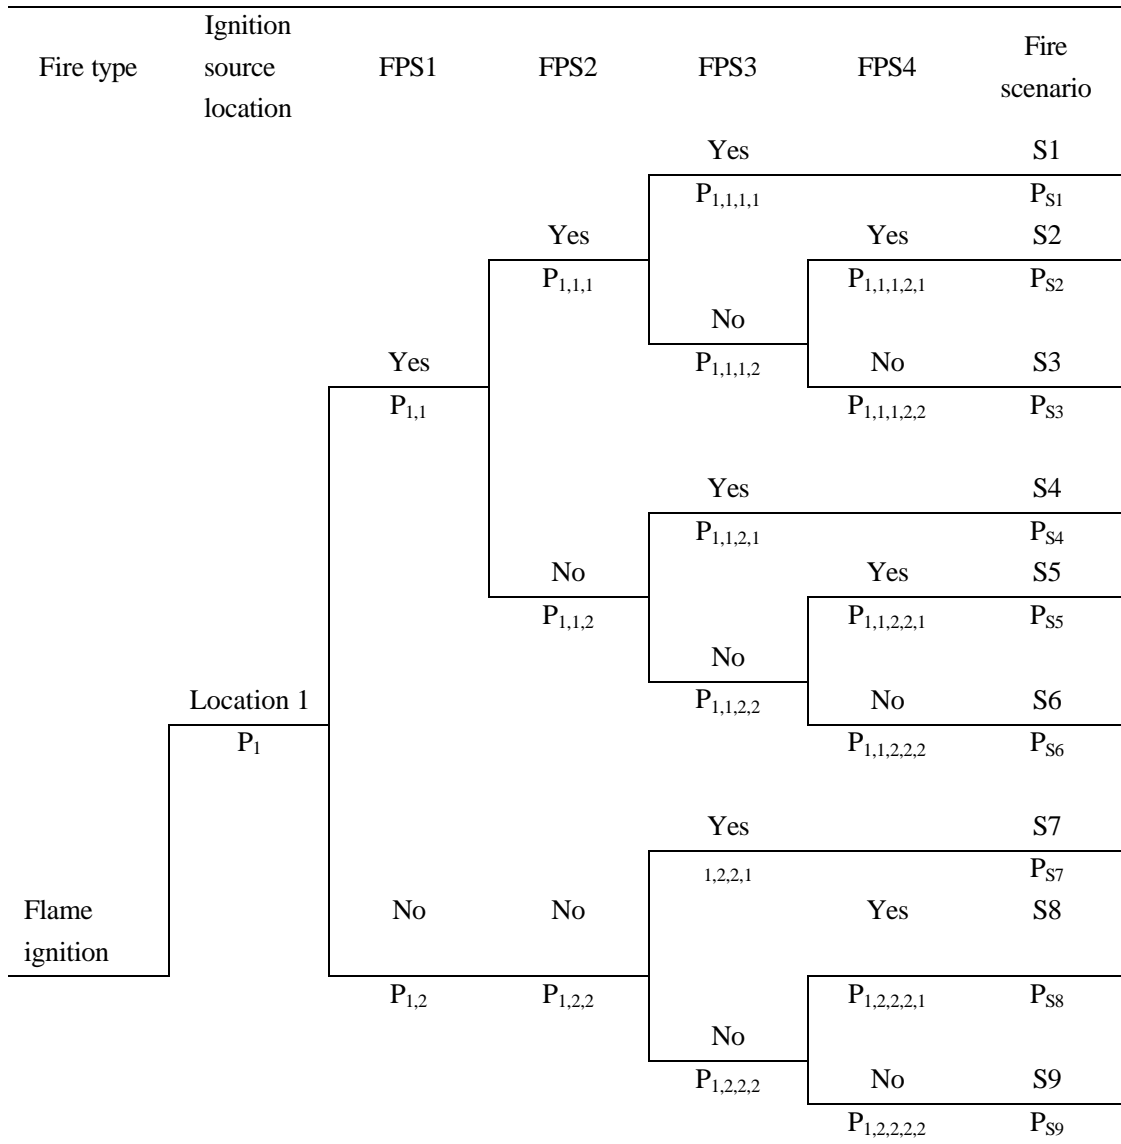 Fire type
Ignition
source
location
FPS1
FPS2
FPS3
FPS4
Fire
scenario
Yes
S1
P1,1,1,1
PS1
Yes
Yes
S2
P1,1,1
P1,1,1,2,1
PS2
No
Yes
P1,1,1,2
No
S3
P1,1
P1,1,1,2,2
PS3
Yes
S4
P1,1,2,1
PS4
No
Yes
S5
P1,1,2
P1,1,2,2,1
PS5
No
Location 1
P1,1,2,2
No
S6
P1
P1,1,2,2,2
PS6
Yes
S7
1,2,2,1
PS7
Flame
ignition
No
No
Yes
S8
P1,2
P1,2,2
P1,2,2,2,1
PS8
No
P1,2,2,2
No
S9
P1,2,2,2,2
PS9